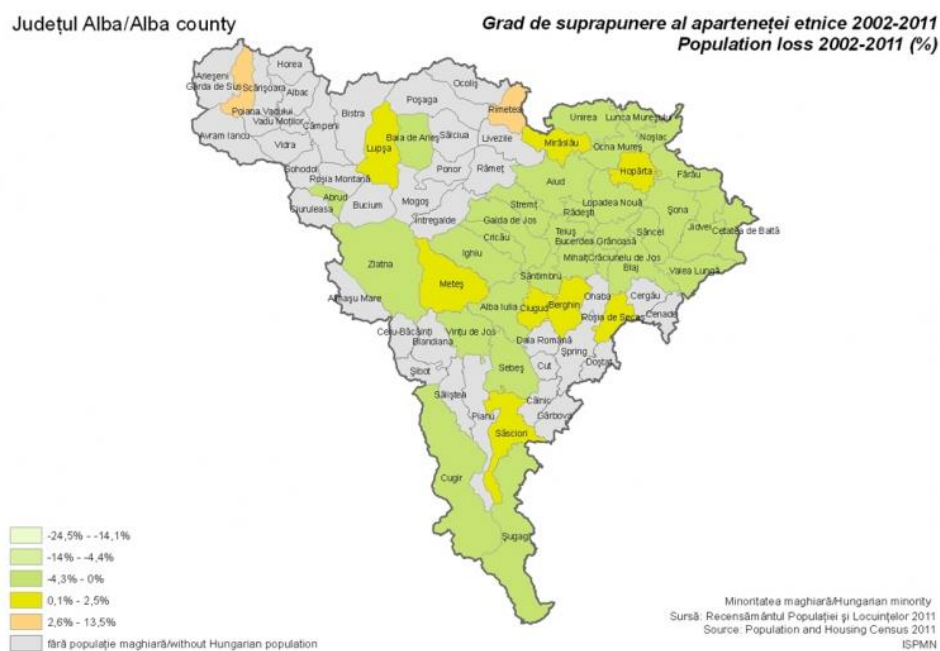 Județul Alba/Alba county
Grad de suprapunere al aparteneței etnice 2002-2011
Population loss 2002-2011 (%)
Horea
Arieșeni
Gârda de Sus
Scărișoara
Albac
Ocoliș
Poșaga
Rimetea
Poiana Vadului
Vadu Moților
Bistra
Unirea
Lunca Mureșului
Avram Iancu
Câmpeni
Baia de Arieș
Sălciua
Livezile
Mirăslău
Noșlac
Vidra
Lupșa
Ocna Mureș
Sohodol
Roșia Montană
Ponor
Râmeț
Hopârta
Fărău
Aiud
Abrud
Ciuruleasa
Bucium
Mogoș
Stremț
Lopadea Nouă
Rădești
Șona
Întregalde
Galda de Jos
Jidvei
Cetatea de Baltă
Cricău
Teiuș
Sâncel
Bucerdea Grânoasă
Zlatna
Ighiu
Mihalț
Crăciunelu de Jos
Blaj
Valea Lungă
Meteș
Sântimbru
Almașu Mare
Ohaba
Cergău
Alba Iulia
Ciugud
Berghin
Roșia de Secaș
Cenade
Ceru-Băcăinți
Vințu de Jos
Blandiana
Daia Română
Spring
Doștat
Șibot
Sebeș
Cut
Săliștea
Câlnic
Pianu
Gârbova
Săsciori
Cugir
Șugag
-24,5% - -14,1%
-14% - -4,4%
-4,3% - 0%
0,1% - 2,5%
2,6% - 13,5%
fără populație maghiară/without Hungarian population
Minoritatea maghiară/Hungarian minority
Sursă: Recensământul Populației și Locuințelor 2011
Source: Population and Housing Census 2011
ISPMN